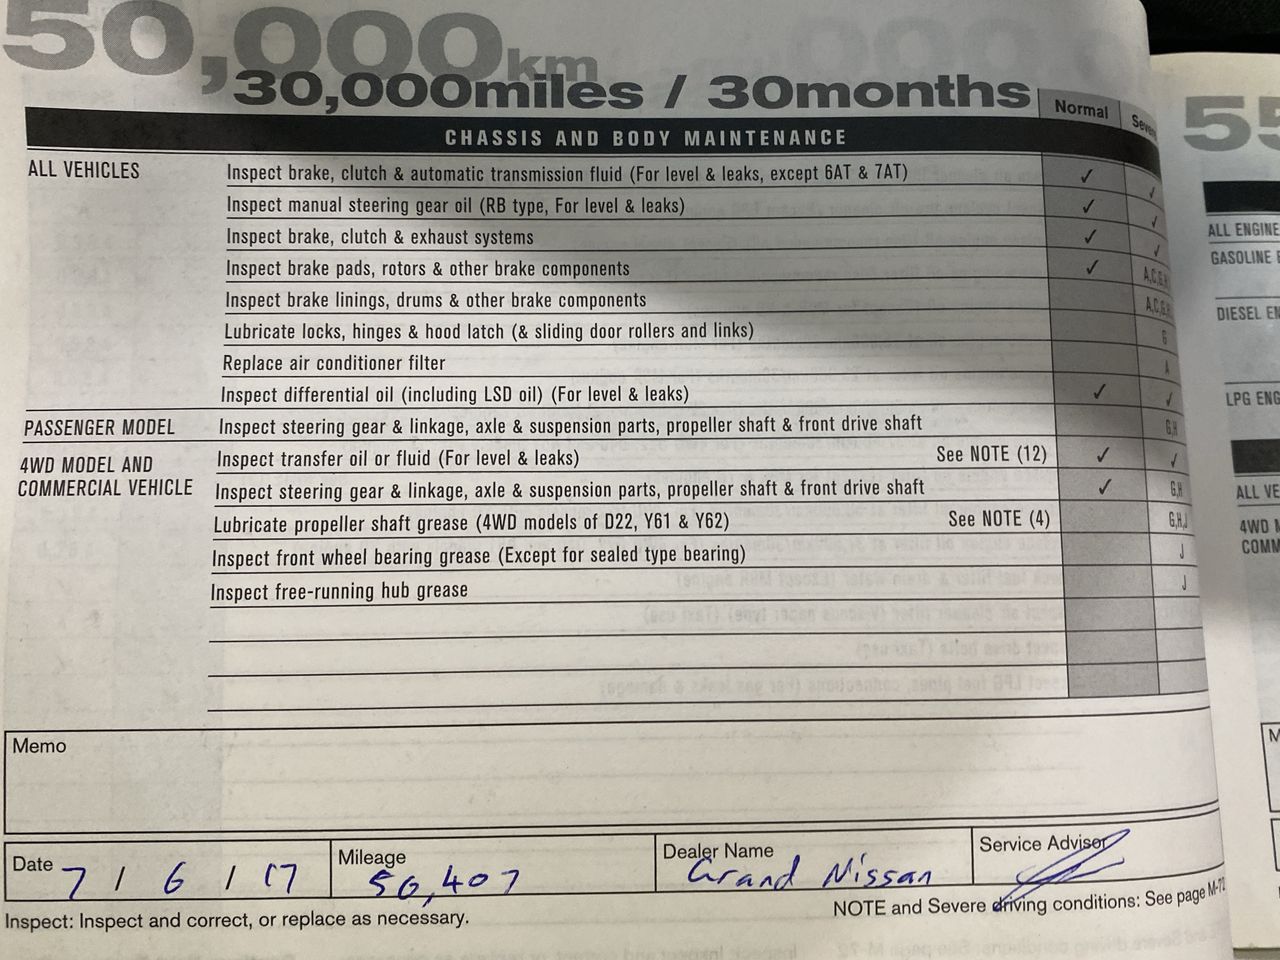 50,000km
30,000miles / 30months
Normal
CHASSIS AND BODY MAINTENANCE
ALL VEHICLES
Inspect brake, clutch & automatic transmission fluid (For level & leaks, except 6AT & 7AT) ✓ ✓
Inspect manual steering gear oil (RB type, For level & leaks) ✓ ✓
Inspect brake, clutch & exhaust systems ✓ ✓
Inspect brake pads, rotors & other brake components ✓ A,C,G,H
Inspect brake linings, drums & other brake components A,C,G,H
Lubricate locks, hinges & hood latch (& sliding door rollers and links) G
Replace air conditioner filter A
Inspect differential oil (including LSD oil) (For level & leaks) ✓ ✓
PASSENGER MODEL Inspect steering gear & linkage, axle & suspension parts, propeller shaft & front drive shaft G,H
4WD MODEL AND
COMMERCIAL VEHICLE
Inspect transfer oil or fluid (For level & leaks) See NOTE (12) ✓ ✓
Inspect steering gear & linkage, axle & suspension parts, propeller shaft & front drive shaft ✓ G,H
Lubricate propeller shaft grease (4WD models of D22, Y61 & Y62) See NOTE (4) G,H,J
Inspect front wheel bearing grease (Except for sealed type bearing) J
Inspect free-running hub grease J
Memo
Date 7 / 6 / 17
Mileage 50,407
Dealer Name Grand Nissan
Service Advisor
Inspect: Inspect and correct, or replace as necessary.
NOTE and Severe driving conditions: See page M-72
55
ALL ENGINE
GASOLINE
DIESEL
LPG
ALL
4WD